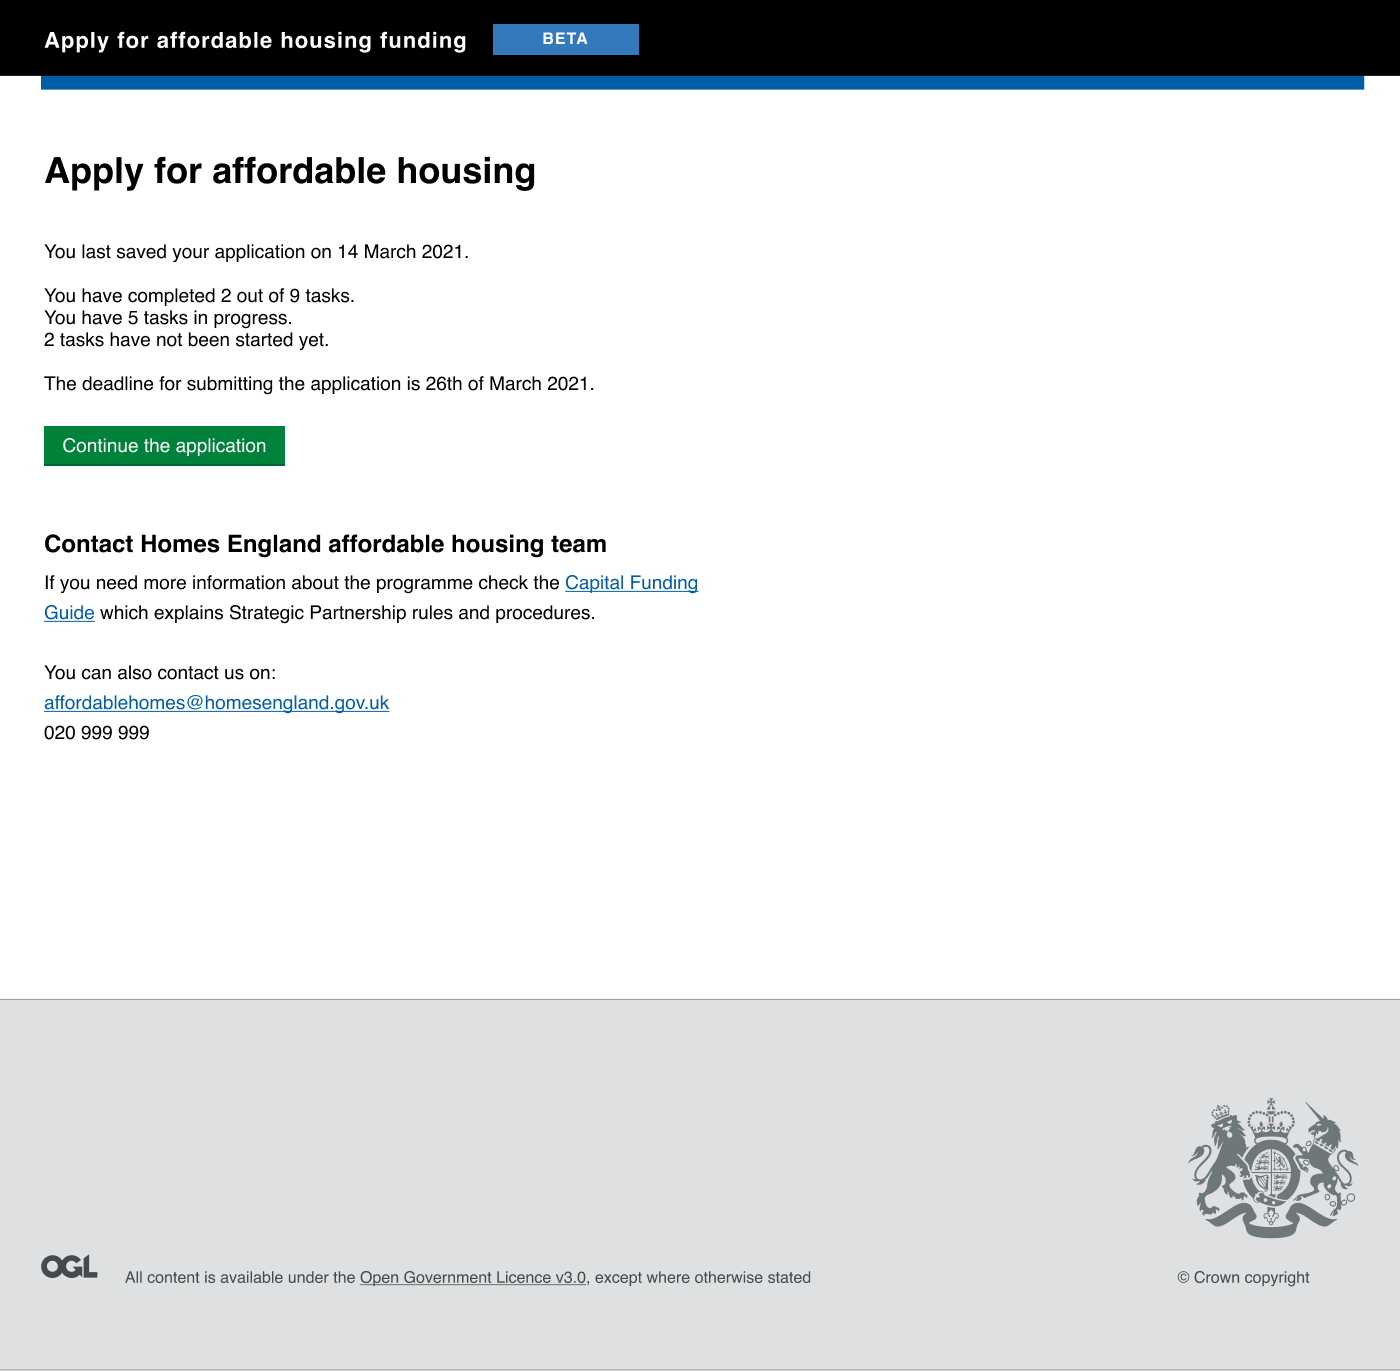 Apply for affordable housing funding BETA
Apply for affordable housing
You last saved your application on 14 March 2021.
You have completed 2 out of 9 tasks.
You have 5 tasks in progress.
2 tasks have not been started yet.
The deadline for submitting the application is 26th of March 2021.
Continue the application
Contact Homes England affordable housing team
If you need more information about the programme check the Capital Funding
Guide which explains Strategic Partnership rules and procedures.
You can also contact us on:
affordablehomes@homesengland.gov.uk
020 999 999
OGL All content is available under the Open Government Licence v3.0, except where otherwise stated © Crown copyright